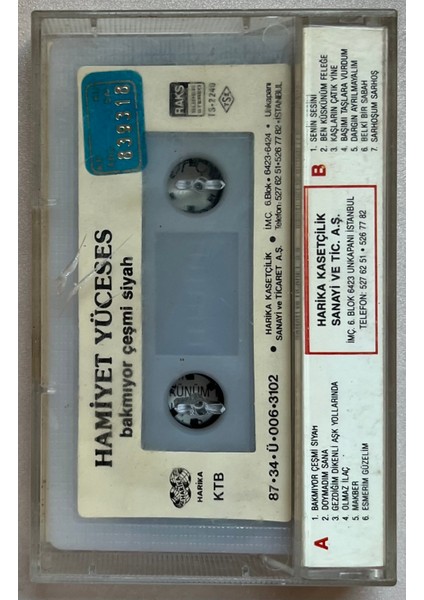 HAMİYET YÜCESES
bakmıyor çeşmi siyah
839318
RAKS
TSE
HARİKA
KTB
• HARİKA KASETÇİLİK • İ.M.Ç. 6.Blok • 6423-6424 • Unkapanı
SANAYİ ve TİCARET A.Ş. Telefon: 527 62 51•526 77 82 •İSTANBUL
87•34•Ü•006•3102
A
1. BAKMIYOR ÇEŞMİ SİYAH
2. DOYMADIM SANA
3. GEZDİĞİM DİKENLİ AŞK YOLLARINDA
4. OLMAZ İLAÇ
5. MAKBER
6. ESMERİM GÜZELİM
HARİKA KASETÇİLİK
SANAYİ VE TİC. A.Ş.
İMÇ. 6. BLOK 6423 UNKAPANI İSTANBUL
TELEFON: 527 62 51 • 526 77 82
B
1. SENİN SESİNİ
2. BEN KÜSKÜNÜM FELEĞE
3. KAŞLARIN ÇATIK YİNE
4. BAŞIMI TAŞLARA VURDUM
5. DARGIN AYRILMAYALIM
6. BELKİ BİR SABAH
7. SARHOŞUM SARHOŞ